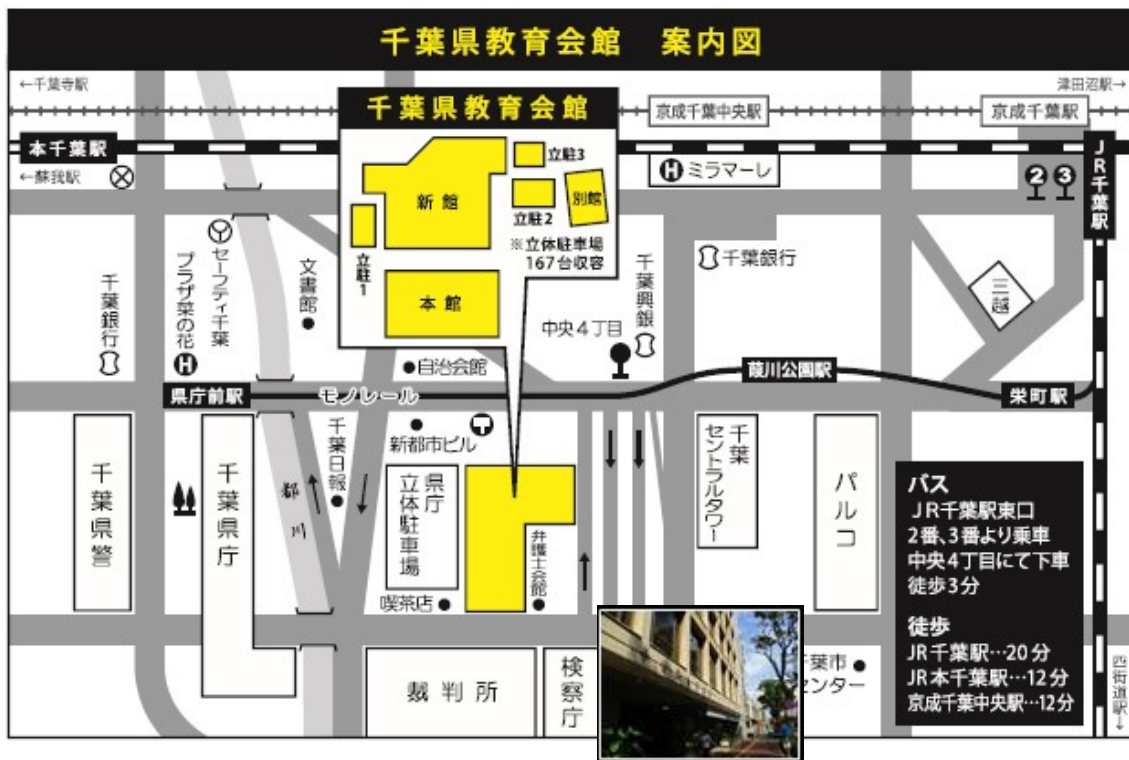 千葉県教育会館 案内図
←千葉寺駅
津田沼駅→
千葉県教育会館
京成千葉中央駅
京成千葉駅
本千葉駅
←蘇我駅
H ミラマーレ
2 3
JR千葉駅
新館
立駐3
立駐2
別館
※立体駐車場
167台収容
立駐1
本館
セーフティ千葉
プラザ菜の花
H
千葉銀行
文書館
千葉興銀
千葉銀行
三越
中央4丁目
自治会館
葭川公園駅
県庁前駅
モノレール
栄町駅
新都市ビル
千葉日報
千葉県警
千葉県庁
都川
県庁
立体駐車場
弁護士会館
喫茶店
千葉
セントラルタワー
パルコ
バス
JR千葉駅東口
2番、3番より乗車
中央4丁目にて下車
徒歩3分
徒歩
JR千葉駅…20分
JR本千葉駅…12分
京成千葉中央駅…12分
四街道駅→
裁判所
検察庁
葉市
センター